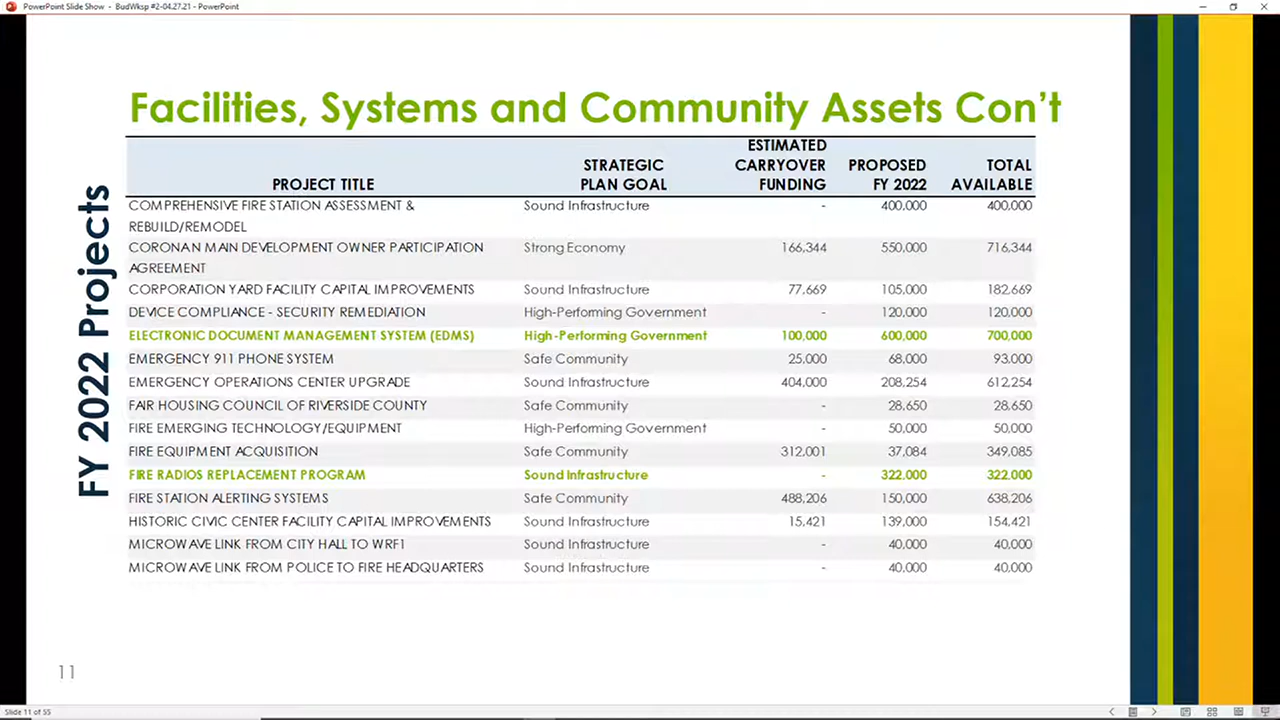 PowerPoint Slide Show - BudWksp #2-04.27.21 - PowerPoint
Facilities, Systems and Community Assets Con't
FY 2022 Projects
PROJECT TITLE STRATEGIC PLAN GOAL ESTIMATED CARRYOVER FUNDING PROPOSED FY 2022 TOTAL AVAILABLE
COMPREHENSIVE FIRE STATION ASSESSMENT & Sound Infrastructure - 400,000 400,000
REBUILD/REMODEL
CORONA N MAIN DEVELOPMENT OWNER PARTICIPATION Strong Economy 166,344 550,000 716,344
AGREEMENT
CORPORATION YARD FACILITY CAPITAL IMPROVEMENTS Sound Infrastructure 77,669 105,000 182,669
DEVICE COMPLIANCE - SECURITY REMEDIATION High-Performing Government - 120,000 120,000
ELECTRONIC DOCUMENT MANAGEMENT SYSTEM (EDMS) High-Performing Government 100,000 600,000 700,000
EMERGENCY 911 PHONE SYSTEM Safe Community 25,000 68,000 93,000
EMERGENCY OPERATIONS CENTER UPGRADE Sound Infrastructure 404,000 208,254 612,254
FAIR HOUSING COUNCIL OF RIVERSIDE COUNTY Safe Community - 28,650 28,650
FIRE EMERGING TECHNOLOGY/EQUIPMENT High-Performing Government - 50,000 50,000
FIRE EQUIPMENT ACQUISITION Safe Community 312,001 37,084 349,085
FIRE RADIOS REPLACEMENT PROGRAM Sound Infrastructure - 322,000 322,000
FIRE STATION ALERTING SYSTEMS Safe Community 488,206 150,000 638,206
HISTORIC CIVIC CENTER FACILITY CAPITAL IMPROVEMENTS Sound Infrastructure 15,421 139,000 154,421
MICROWAVE LINK FROM CITY HALL TO WRF1 Sound Infrastructure - 40,000 40,000
MICROWAVE LINK FROM POLICE TO FIRE HEADQUARTERS Sound Infrastructure - 40,000 40,000
11
Slide 11 of 55